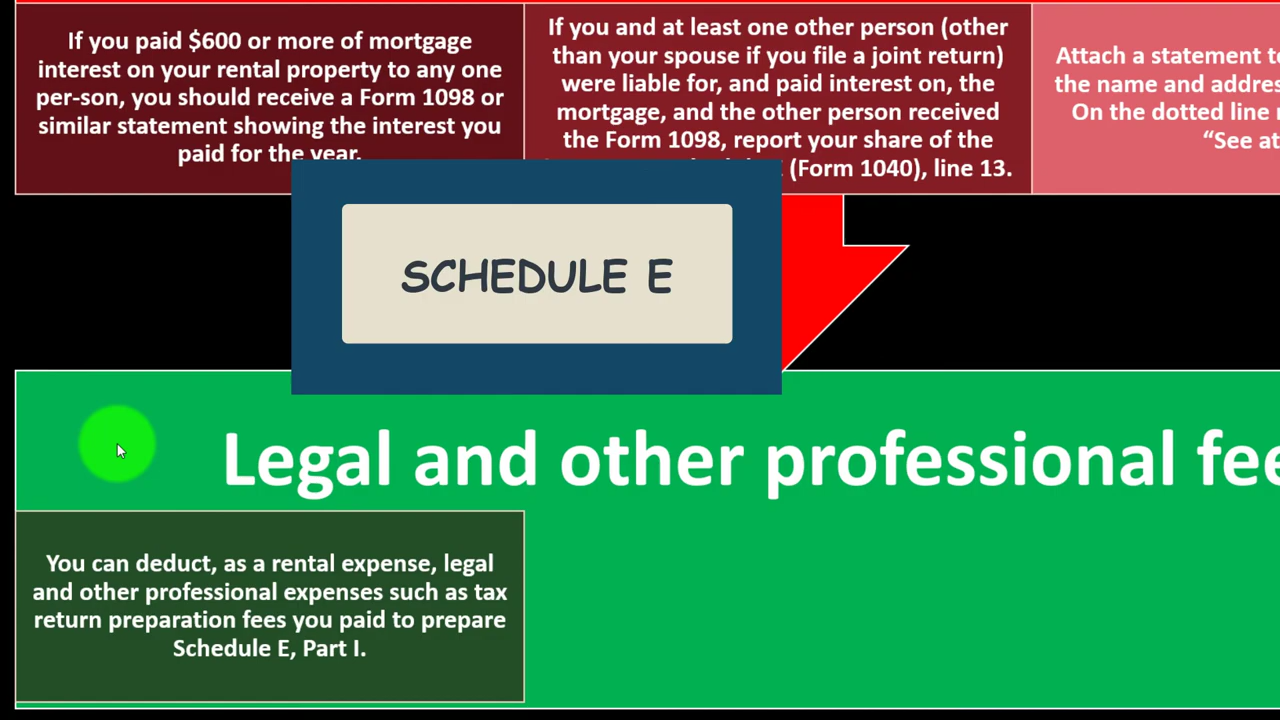 If you paid $600 or more of mortgage
interest on your rental property to any one
per-son, you should receive a Form 1098 or
similar statement showing the interest you
paid for the year.
If you and at least one other person (other
than your spouse if you file a joint return)
were liable for, and paid interest on, the
mortgage, and the other person received
the Form 1098, report your share of the
(Form 1040), line 13.
Attach a statement
the name and
On the dotted line
“See
SCHEDULE E
Legal and other professional
You can deduct, as a rental expense, legal
and other professional expenses such as tax
return preparation fees you paid to prepare
Schedule E, Part I.